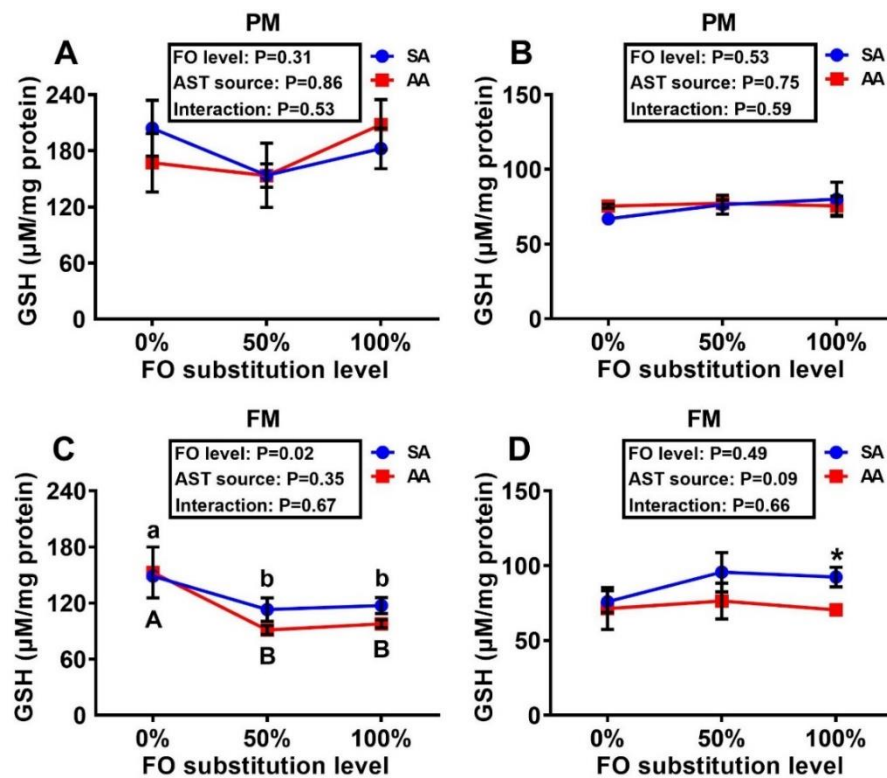 PM
A
FO level: P=0.31
AST source: P=0.86
Interaction: P=0.53
SA
AA
GSH (µM/mg protein)
240
180
120
60
0
0% 50% 100%
FO substitution level
PM
B
FO level: P=0.53
AST source: P=0.75
Interaction: P=0.59
SA
AA
GSH (µM/mg protein)
150
100
50
0
0% 50% 100%
FO substitution level
FM
C
FO level: P=0.02
AST source: P=0.35
Interaction: P=0.67
SA
AA
GSH (µM/mg protein)
240
180
120
60
0
a
b b
A
B B
0% 50% 100%
FO substitution level
FM
D
FO level: P=0.49
AST source: P=0.09
Interaction: P=0.66
SA
AA
GSH (µM/mg protein)
150
100
50
0
*
0% 50% 100%
FO substitution level